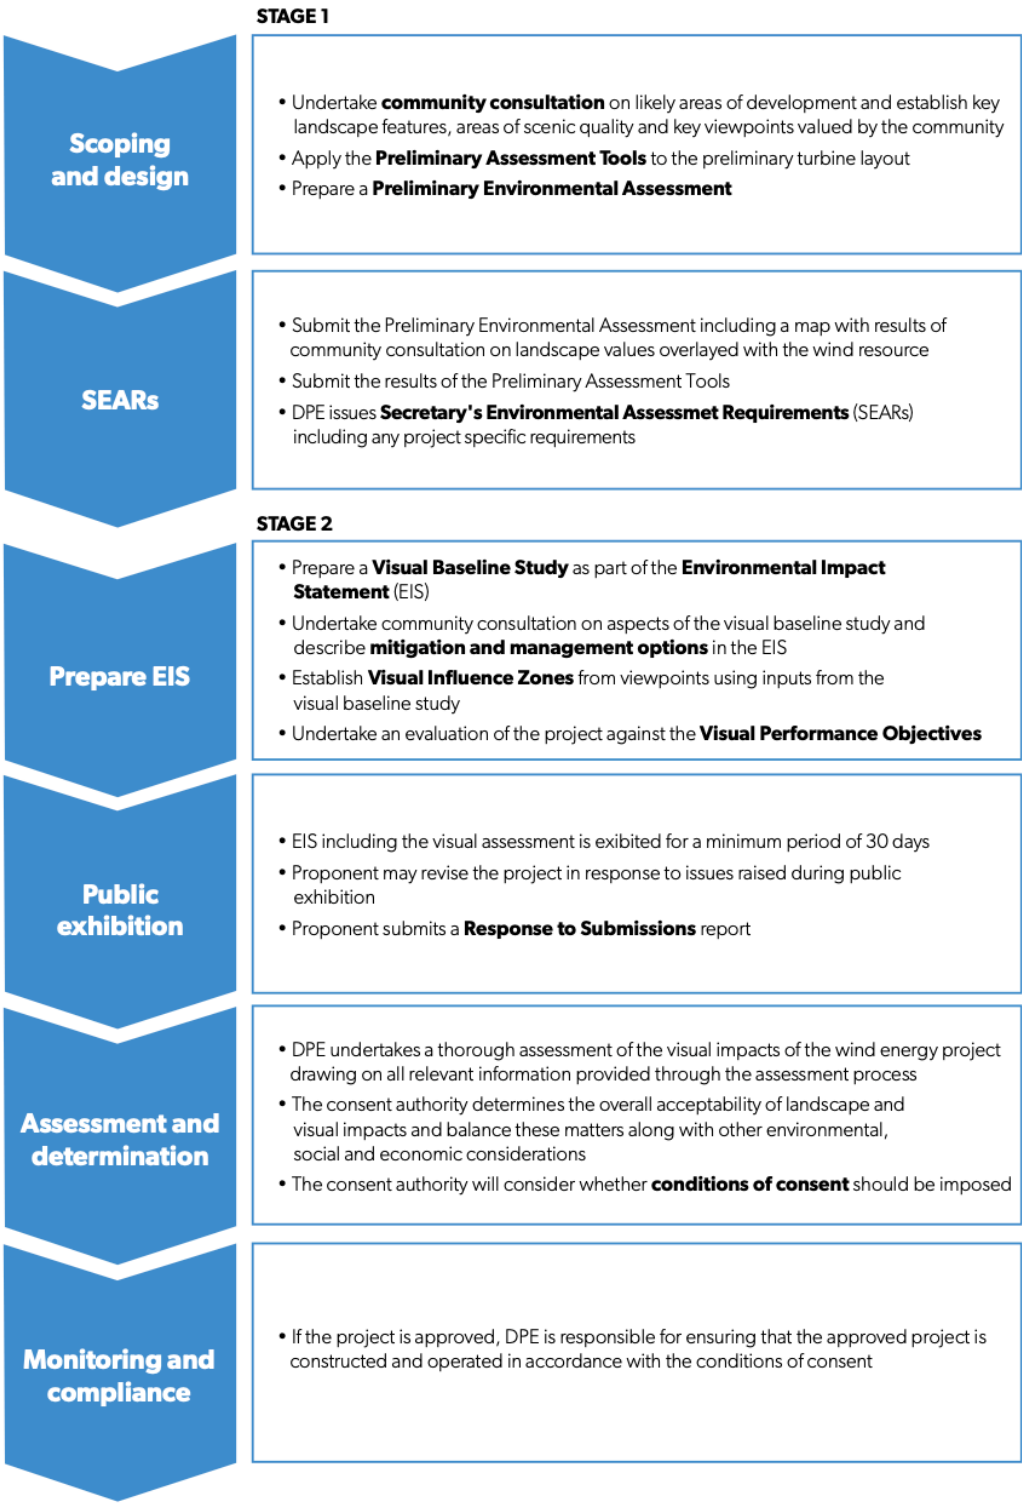 STAGE 1
Scoping
and design
• Undertake community consultation on likely areas of development and establish key
landscape features, areas of scenic quality and key viewpoints valued by the community
• Apply the Preliminary Assessment Tools to the preliminary turbine layout
• Prepare a Preliminary Environmental Assessment
SEARs
• Submit the Preliminary Environmental Assessment including a map with results of
community consultation on landscape values overlayed with the wind resource
• Submit the results of the Preliminary Assessment Tools
• DPE issues Secretary's Environmental Assessmet Requirements (SEARs)
including any project specific requirements
STAGE 2
Prepare EIS
• Prepare a Visual Baseline Study as part of the Environmental Impact
Statement (EIS)
• Undertake community consultation on aspects of the visual baseline study and
describe mitigation and management options in the EIS
• Establish Visual Influence Zones from viewpoints using inputs from the
visual baseline study
• Undertake an evaluation of the project against the Visual Performance Objectives
Public
exhibition
• EIS including the visual assessment is exibited for a minimum period of 30 days
• Proponent may revise the project in response to issues raised during public
exhibition
• Proponent submits a Response to Submissions report
Assessment and
determination
• DPE undertakes a thorough assessment of the visual impacts of the wind energy project
drawing on all relevant information provided through the assessment process
• The consent authority determines the overall acceptability of landscape and
visual impacts and balance these matters along with other environmental,
social and economic considerations
• The consent authority will consider whether conditions of consent should be imposed
Monitoring and
compliance
• If the project is approved, DPE is responsible for ensuring that the approved project is
constructed and operated in accordance with the conditions of consent